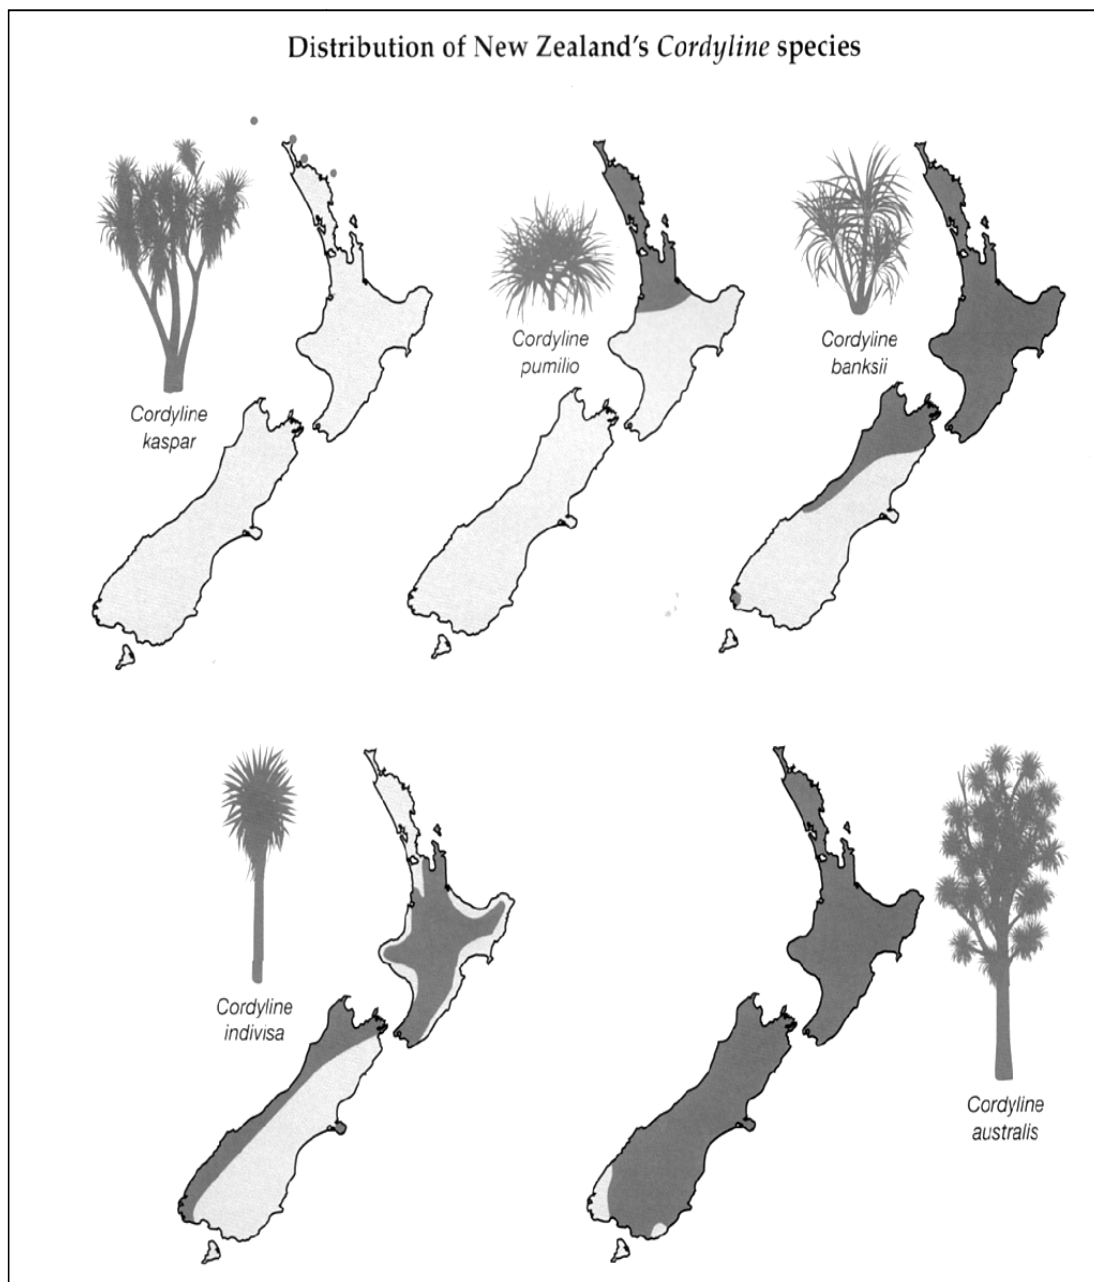 Distribution of New Zealand's Cordyline species
Cordyline
kaspar
Cordyline
pumilio
Cordyline
banksii
Cordyline
indivisa
Cordyline
australis